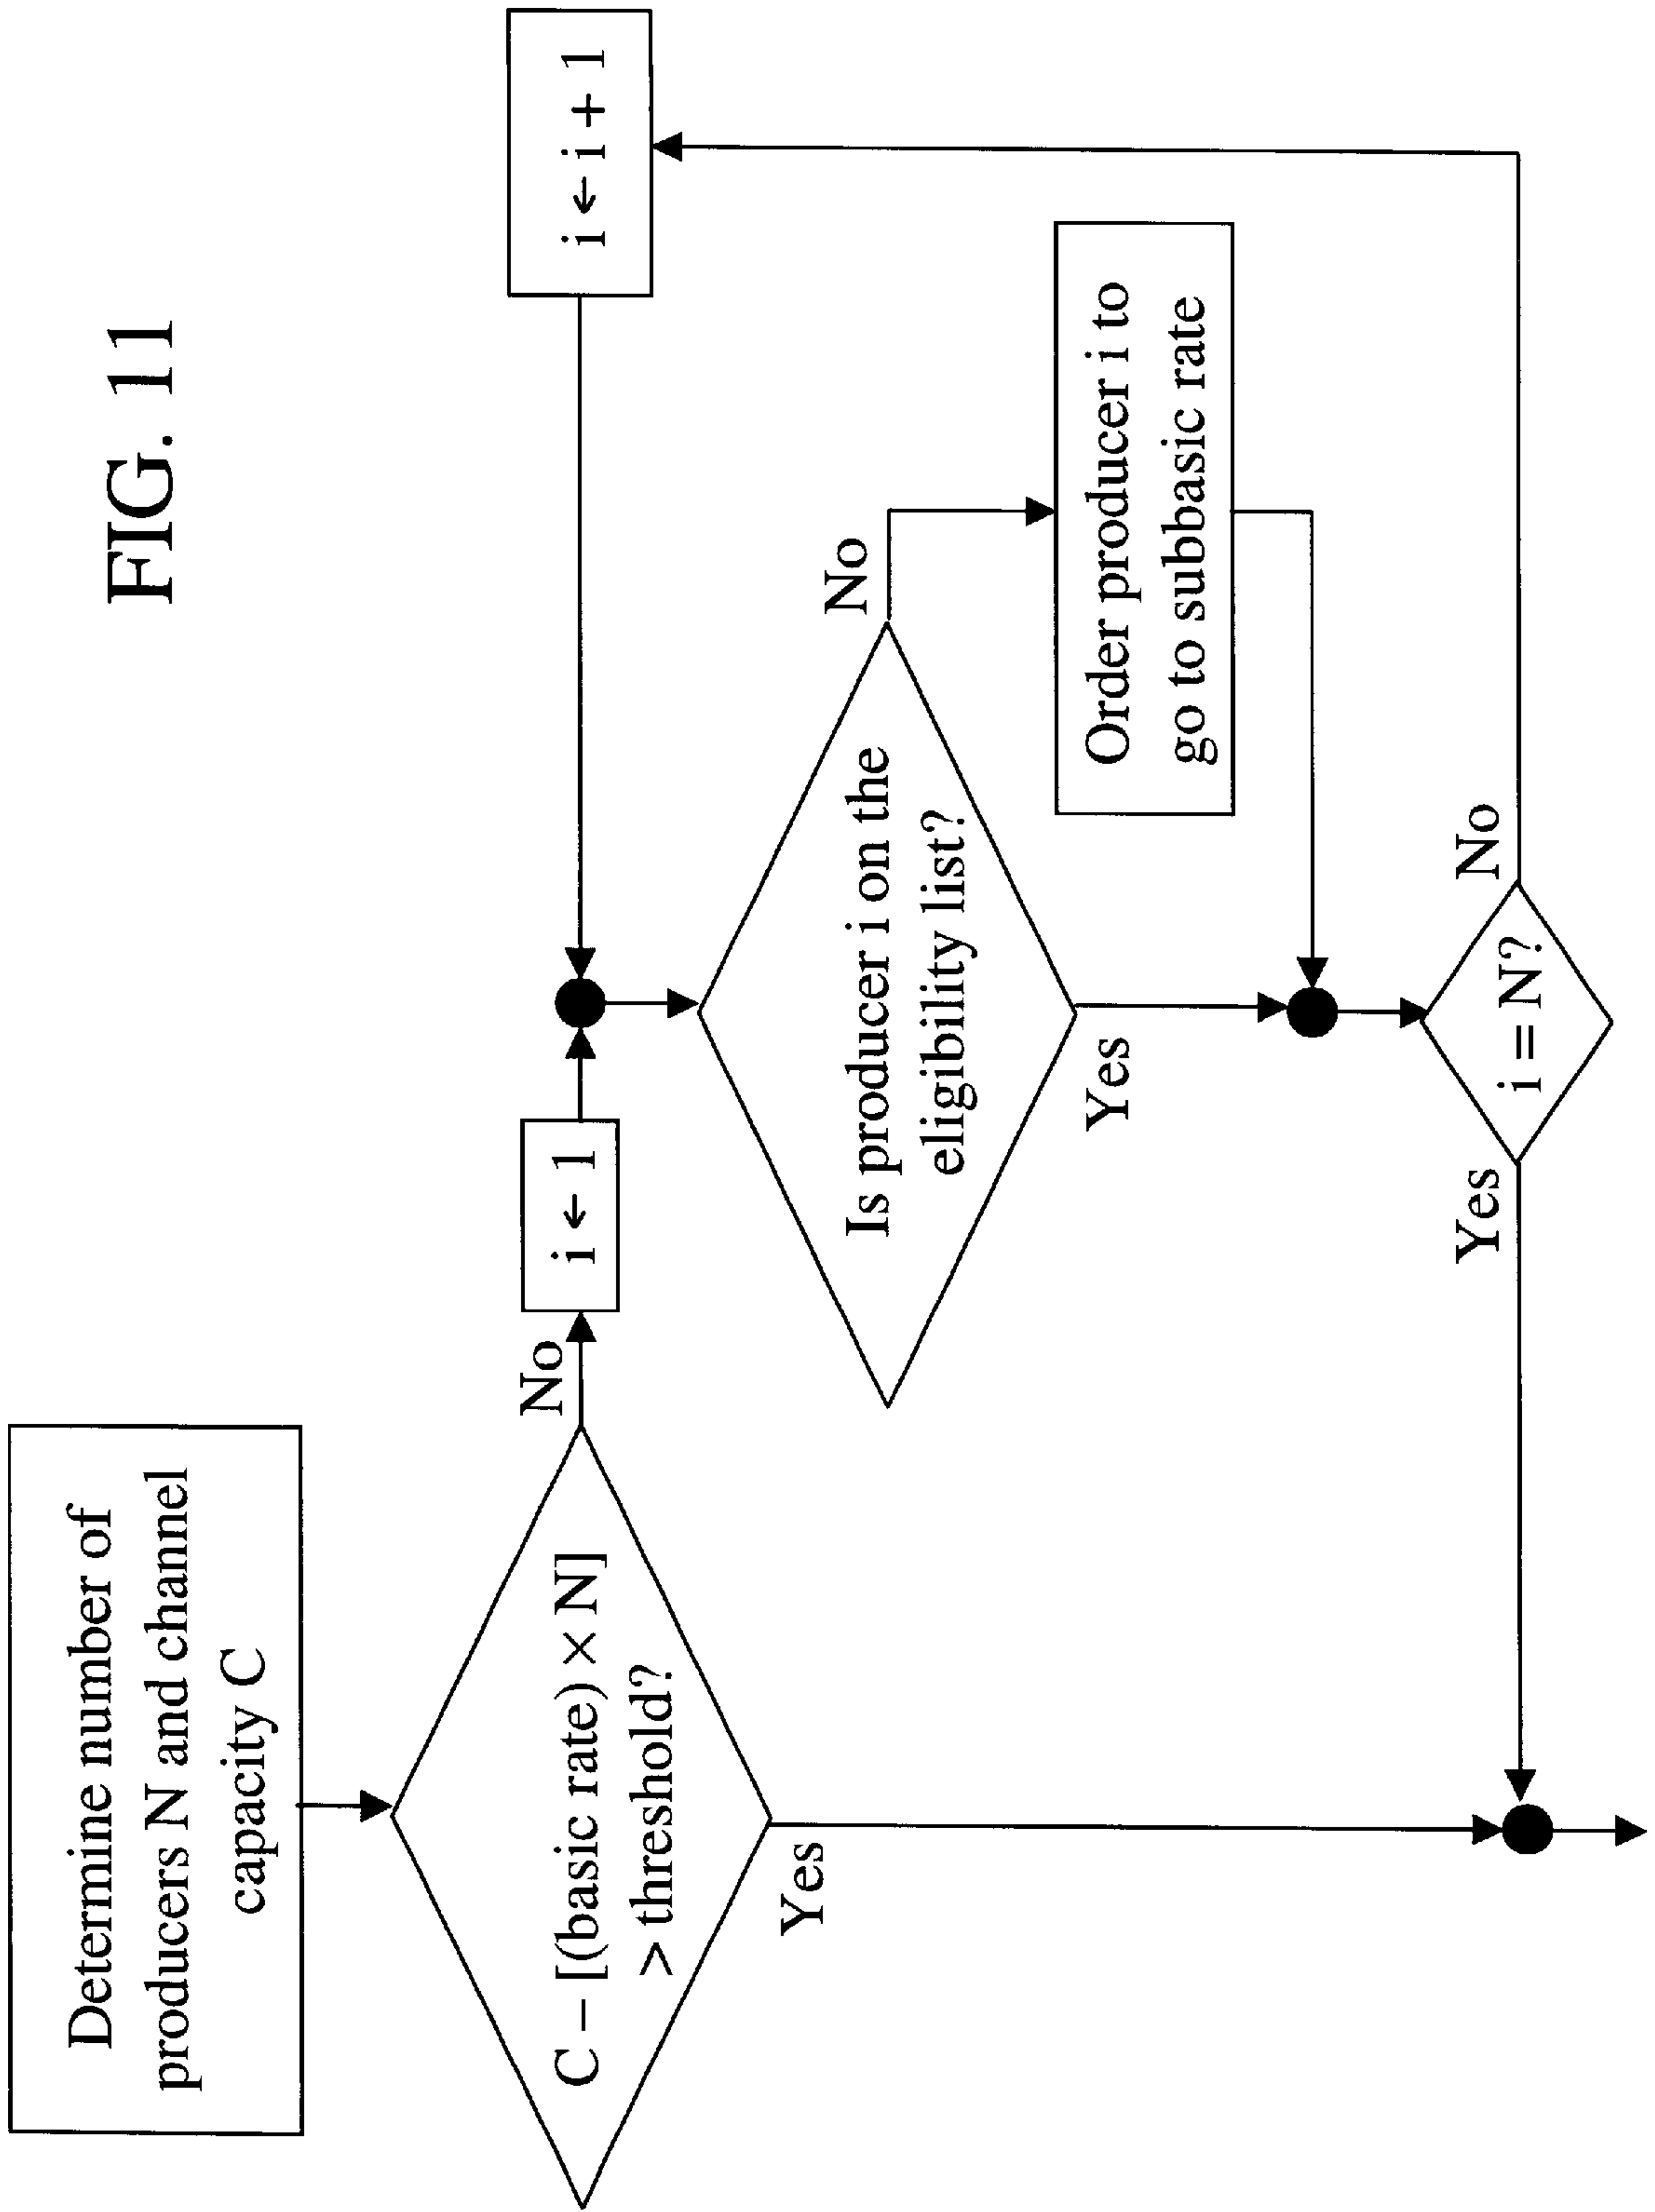 FIG. 11
Determine number of
producers N and channel
capacity C
C – [(basic rate) × N]
> threshold?
No
Yes
i ← 1
i ← i + 1
Is producer i on the
eligibility list?
No
Yes
Order producer i to
go to subbasic rate
i = N?
No
Yes